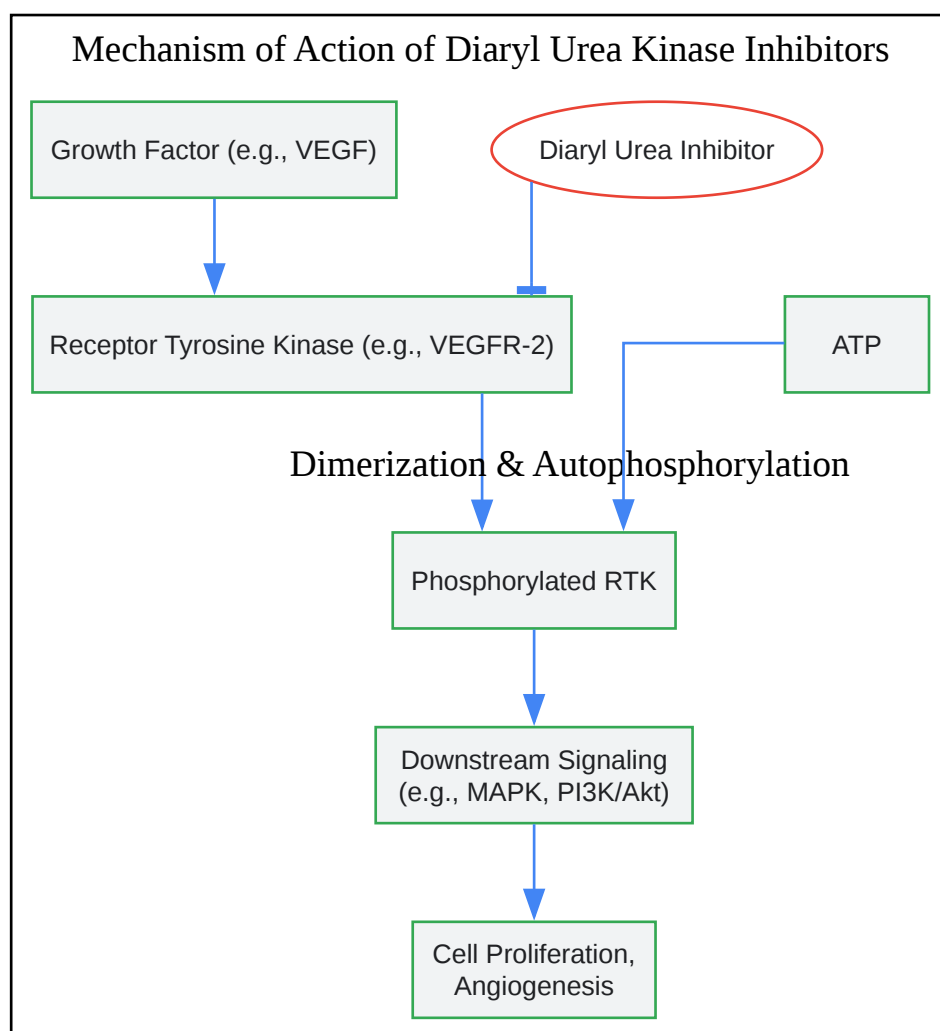 Mechanism of Action of Diaryl Urea Kinase Inhibitors
Growth Factor (e.g., VEGF)
Diaryl Urea Inhibitor
Receptor Tyrosine Kinase (e.g., VEGFR-2)
ATP
Dimerization & Autophosphorylation
Phosphorylated RTK
Downstream Signaling
(e.g., MAPK, PI3K/Akt)
Cell Proliferation,
Angiogenesis